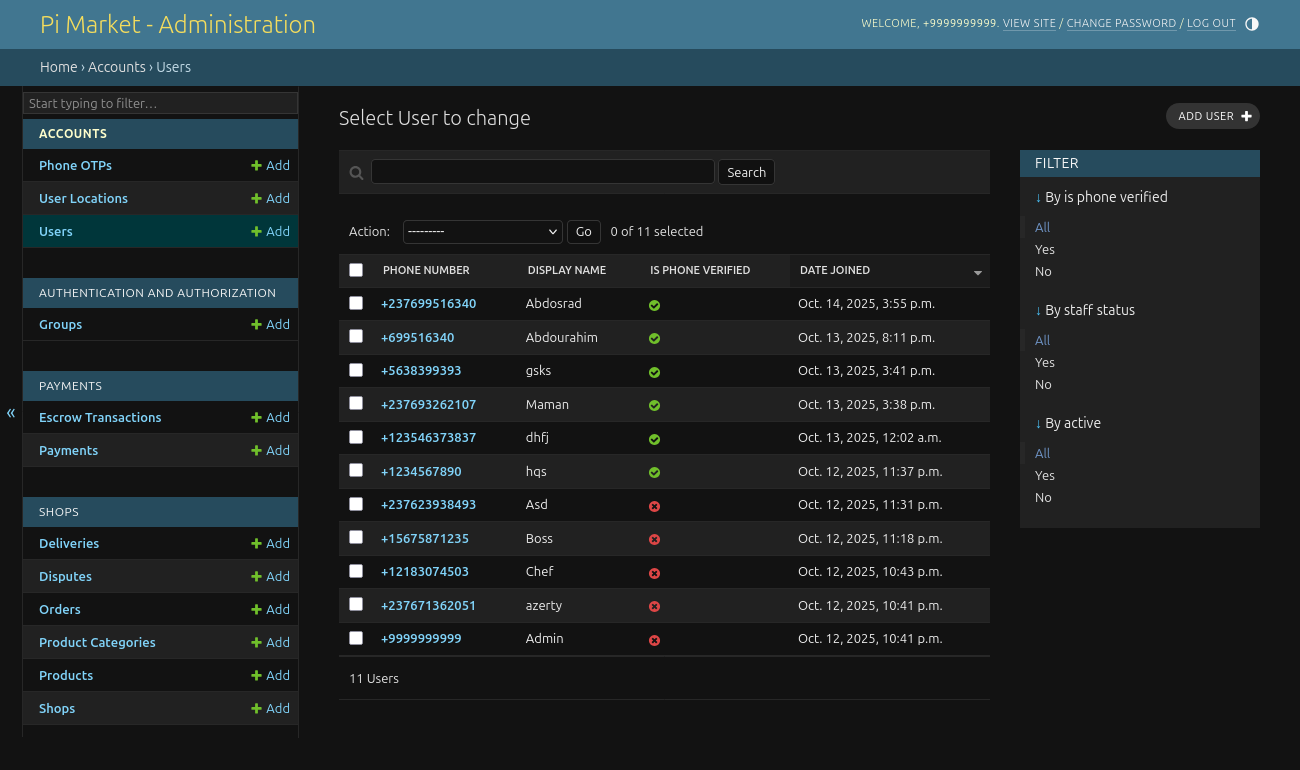 Pi Market - Administration
WELCOME, +9999999999. VIEW SITE / CHANGE PASSWORD / LOG OUT
Home › Accounts › Users
Start typing to filter…
ACCOUNTS
Phone OTPs + Add
User Locations + Add
Users + Add
AUTHENTICATION AND AUTHORIZATION
Groups + Add
PAYMENTS
Escrow Transactions + Add
Payments + Add
SHOPS
Deliveries + Add
Disputes + Add
Orders + Add
Product Categories + Add
Products + Add
Shops + Add
«
Select User to change
ADD USER +
Search
Action: --------- Go 0 of 11 selected
PHONE NUMBER DISPLAY NAME IS PHONE VERIFIED DATE JOINED
+237699516340 Abdosrad Oct. 14, 2025, 3:55 p.m.
+699516340 Abdourahim Oct. 13, 2025, 8:11 p.m.
+5638399393 gsks Oct. 13, 2025, 3:41 p.m.
+237693262107 Maman Oct. 13, 2025, 3:38 p.m.
+123546373837 dhfj Oct. 13, 2025, 12:02 a.m.
+1234567890 hqs Oct. 12, 2025, 11:37 p.m.
+237623938493 Asd Oct. 12, 2025, 11:31 p.m.
+15675871235 Boss Oct. 12, 2025, 11:18 p.m.
+12183074503 Chef Oct. 12, 2025, 10:43 p.m.
+237671362051 azerty Oct. 12, 2025, 10:41 p.m.
+9999999999 Admin Oct. 12, 2025, 10:41 p.m.
11 Users
FILTER
↓ By is phone verified
All
Yes
No
↓ By staff status
All
Yes
No
↓ By active
All
Yes
No